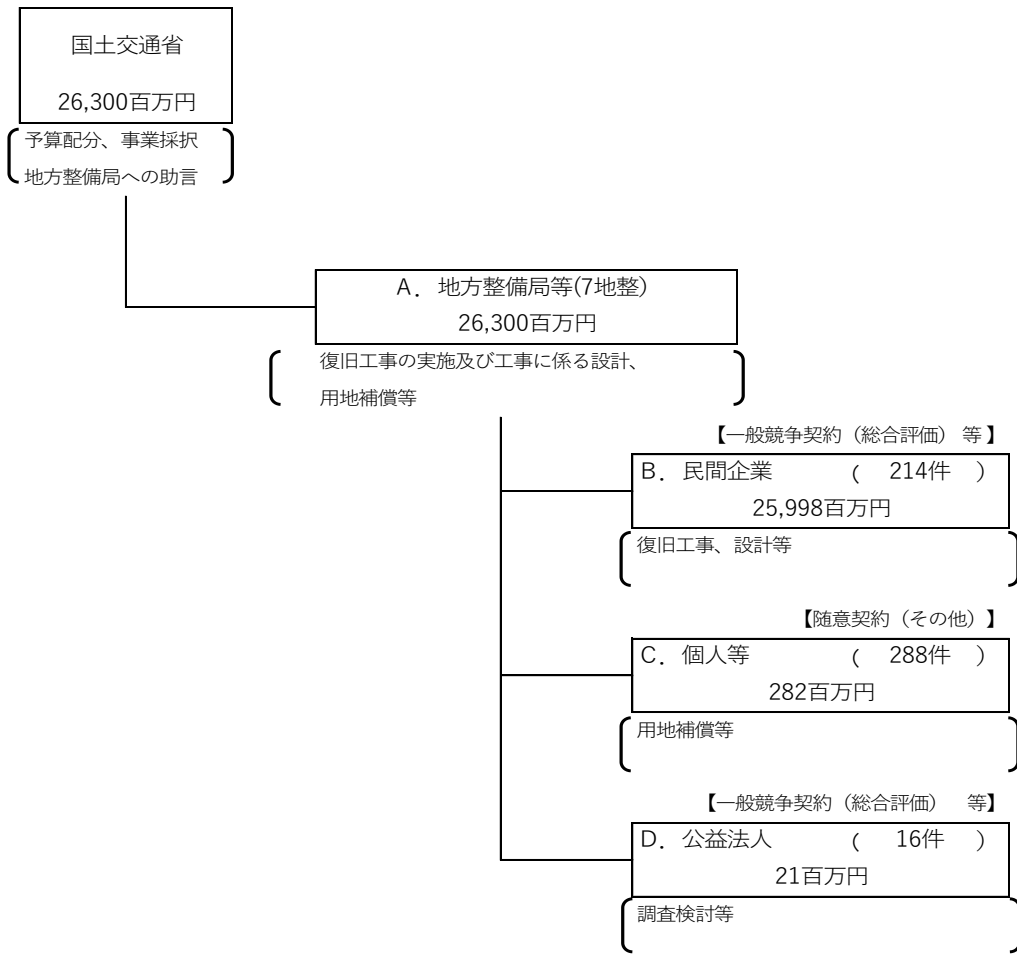 国土交通省
26,300百万円
予算配分、事業採択
地方整備局への助言
A．地方整備局等(7地整)
26,300百万円
復旧工事の実施及び工事に係る設計、
用地補償等
【一般競争契約（総合評価）等】
B．民間企業 ( 214件 )
25,998百万円
復旧工事、設計等
【随意契約（その他）】
C．個人等 ( 288件 )
282百万円
用地補償等
【一般競争契約（総合評価） 等】
D．公益法人 ( 16件 )
21百万円
調査検討等